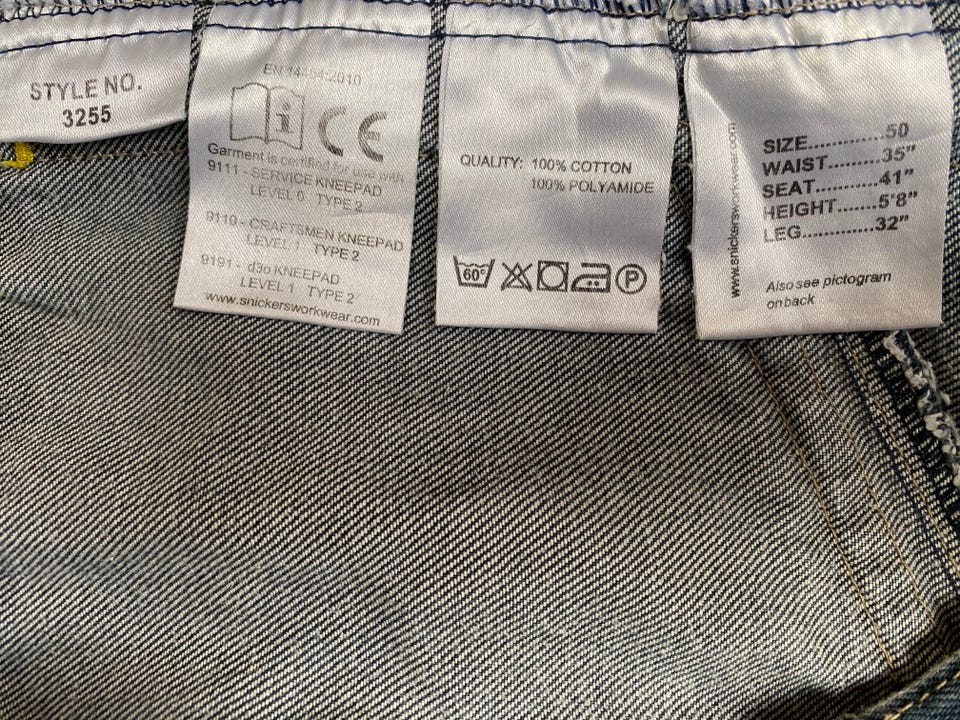 STYLE NO.
3255
EN 14404:2010
CE
Garment is certified for use with
9111 - SERVICE KNEEPAD
LEVEL 0 TYPE 2
9110 - CRAFTSMEN KNEEPAD
LEVEL 1 TYPE 2
9191 - d3o KNEEPAD
LEVEL 1 TYPE 2
www.snickersworkwear.com
QUALITY: 100% COTTON
100% POLYAMIDE
60° P
www.snickersworkwear.com
SIZE..............50
WAIST..........35”
SEAT............41”
HEIGHT.......5’8”
LEG.............32”
Also see pictogram
on back